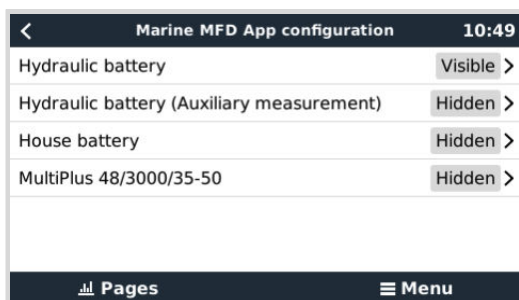 Marine MFD App configuration 10:49
Hydraulic battery Visible
Hydraulic battery (Auxiliary measurement) Hidden
House battery Hidden
MultiPlus 48/3000/35-50 Hidden
Pages Menu